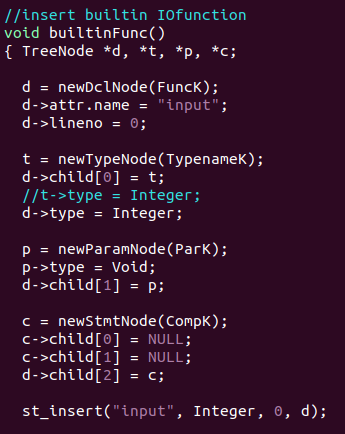 //insert builtin IOfunction
void builtinFunc()
{ TreeNode *d, *t, *p, *c;
d = newDclNode(FuncK);
d->attr.name = "input";
d->lineno = 0;
t = newTypeNode(TypenameK);
d->child[0] = t;
//t->type = Integer;
d->type = Integer;
p = newParamNode(ParK);
p->type = Void;
d->child[1] = p;
c = newStmtNode(CompK);
c->child[0] = NULL;
c->child[1] = NULL;
d->child[2] = c;
st_insert("input", Integer, 0, d);